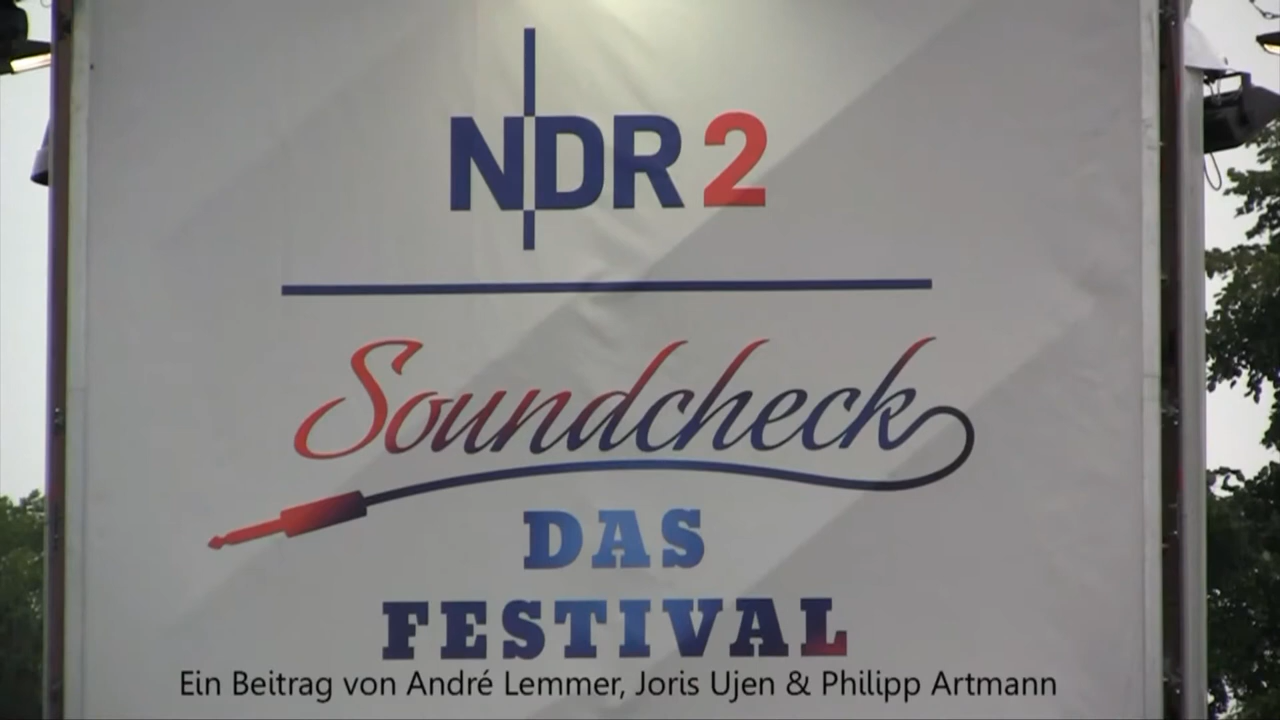 NDR 2
Soundcheck
DAS
FESTIVAL
Ein Beitrag von André Lemmer, Joris Ujen & Philipp Artmann